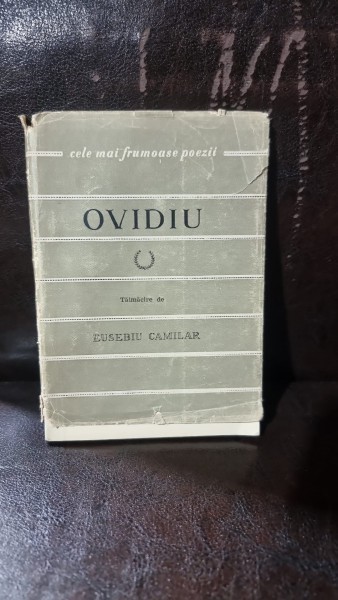 cele mai frumoase poezii
OVIDIU
Tălmăcire de
EUSEBIU CAMILAR